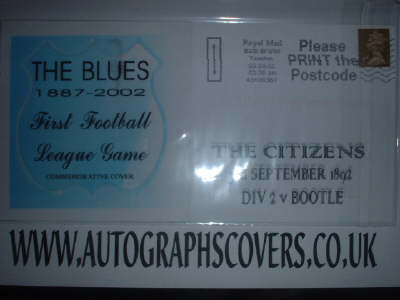 THE BLUES
1887-2002
First Football
League Game
COMMEMORATIVE COVER
Royal Mail
Please
PRINT the
Postcode
THE CITIZENS
SEPTEMBER 1892
DIV 2 v BOOTLE
WWW.AUTOGRAPHSCOVERS.CO.UK